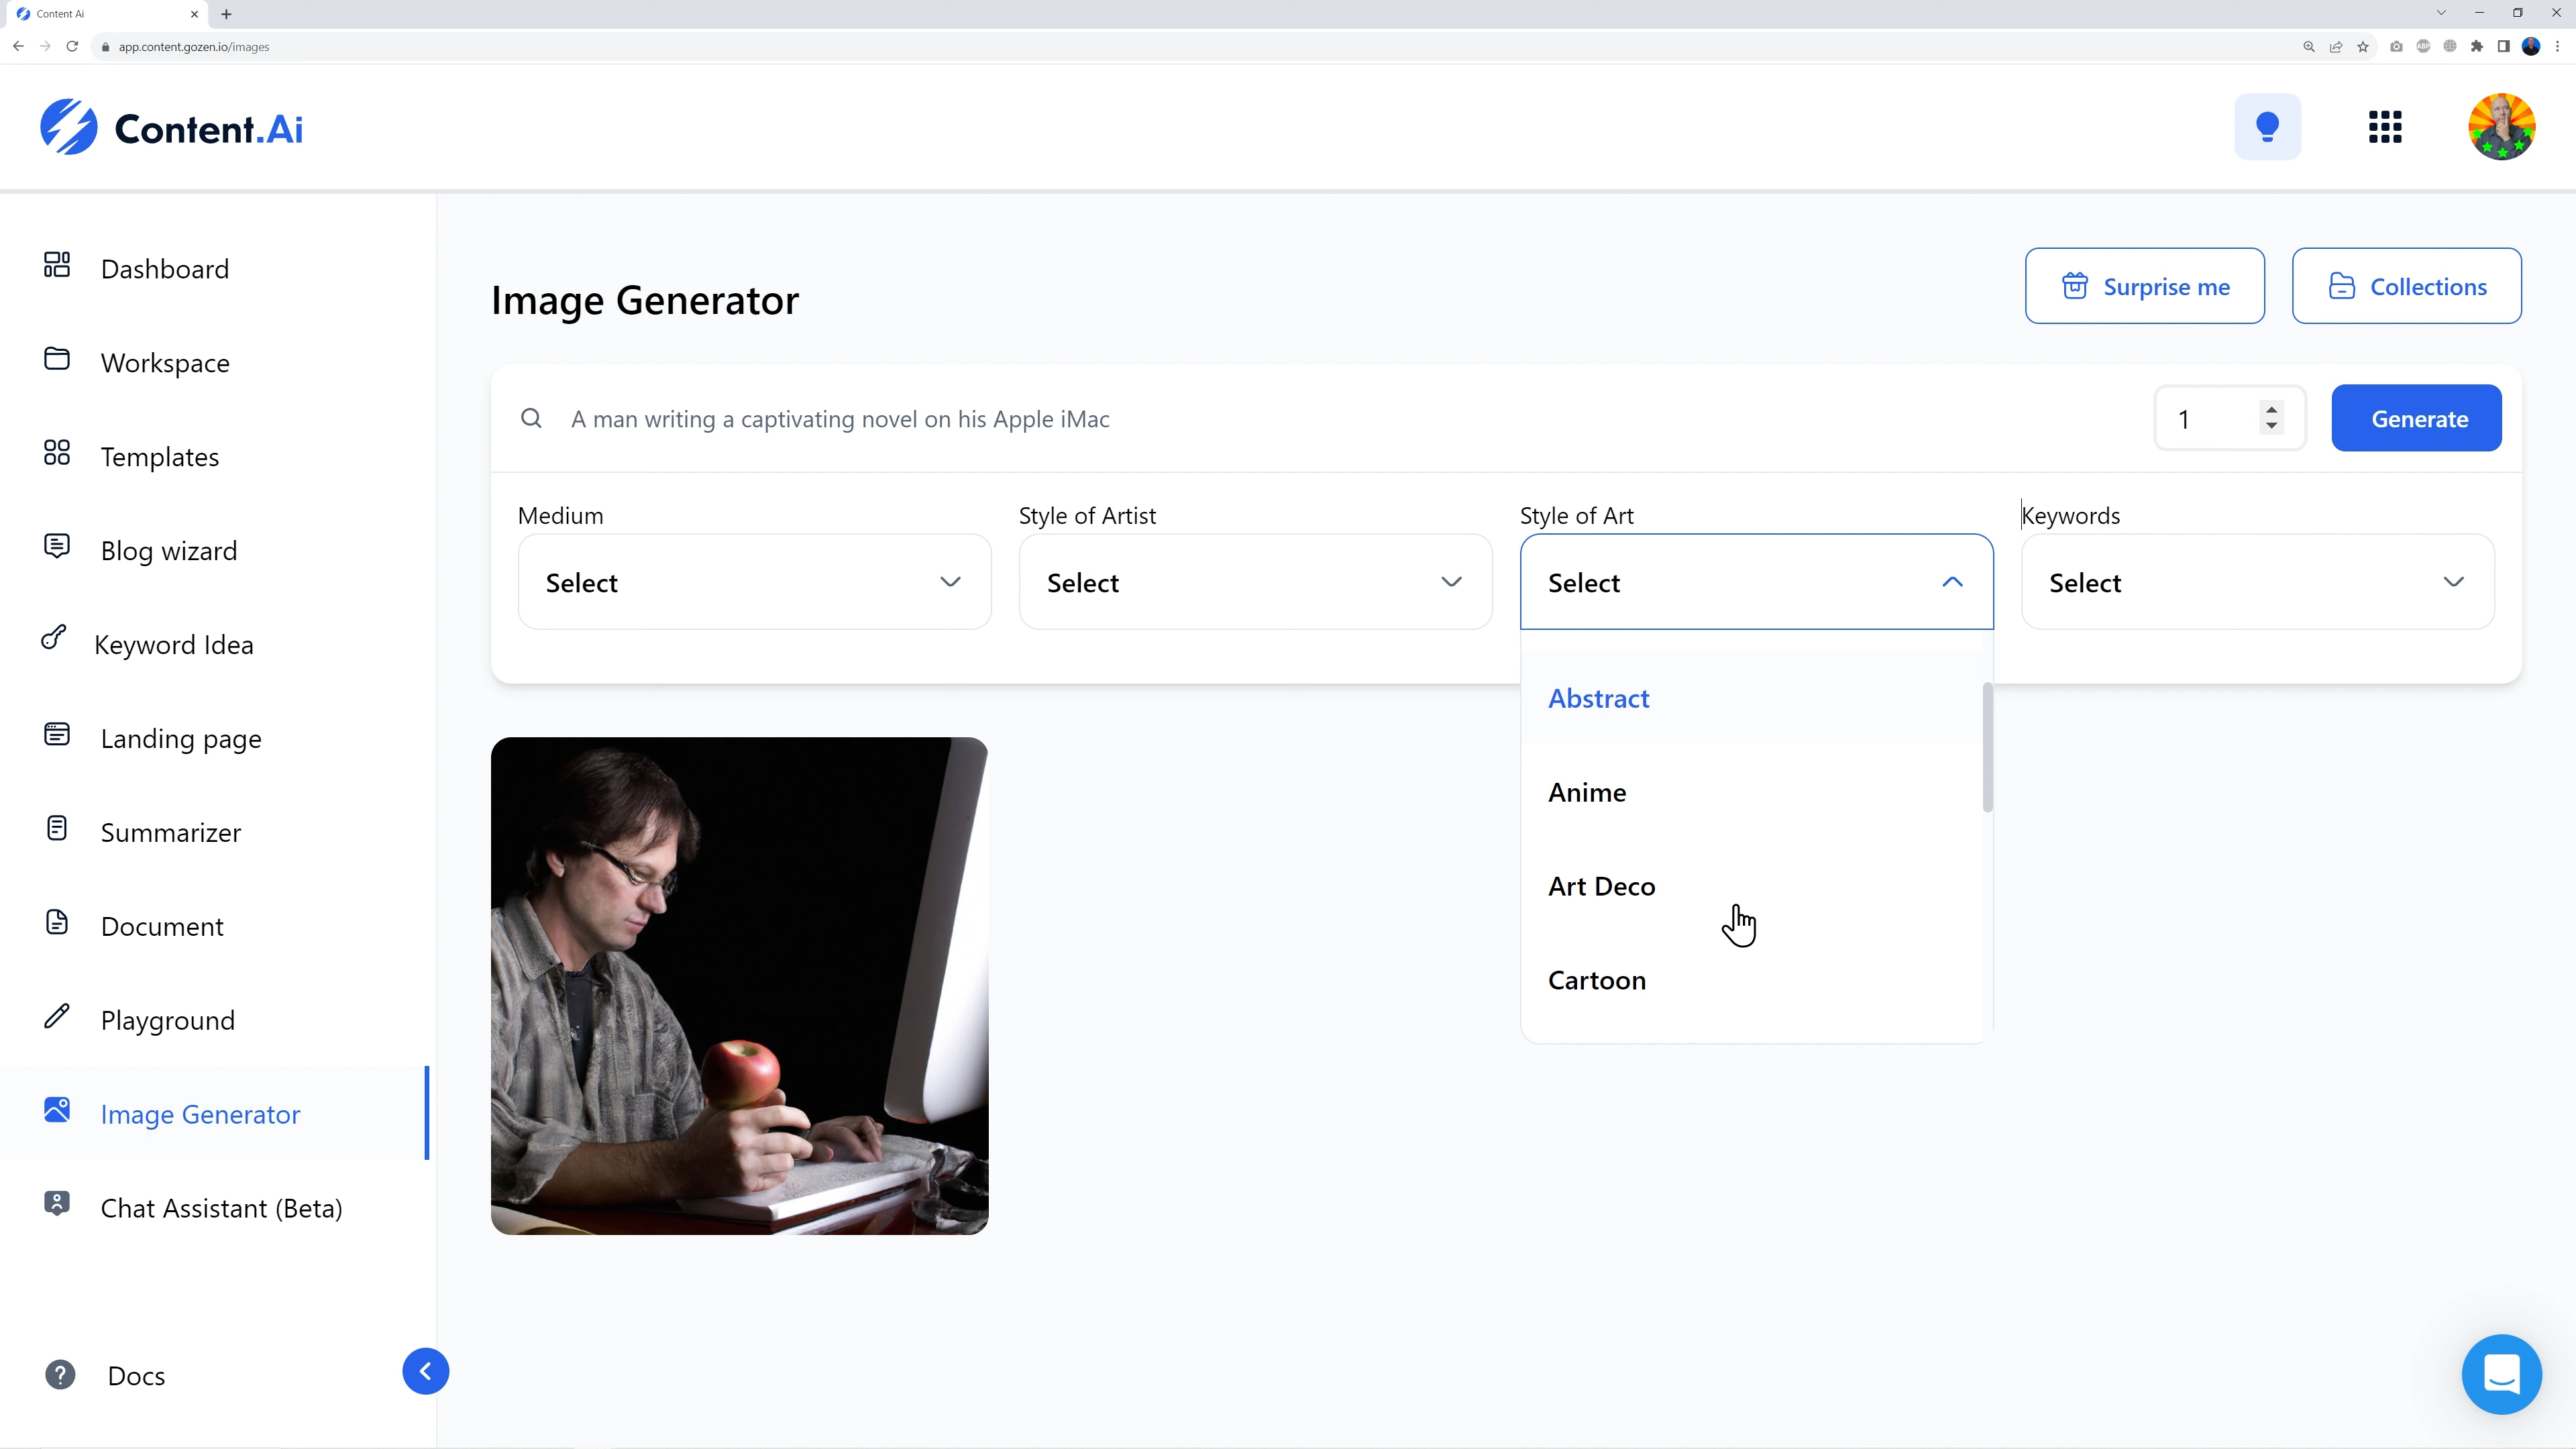 Content Ai
app.content.gozen.io/images
Content.Ai
Dashboard
Workspace
Templates
Blog wizard
Keyword Idea
Landing page
Summarizer
Document
Playground
Image Generator
Chat Assistant (Beta)
Docs
Image Generator
Surprise me
Collections
A man writing a captivating novel on his Apple iMac
1
Generate
Medium
Style of Artist
Style of Art
Keywords
Select
Select
Select
Select
Abstract
Anime
Art Deco
Cartoon